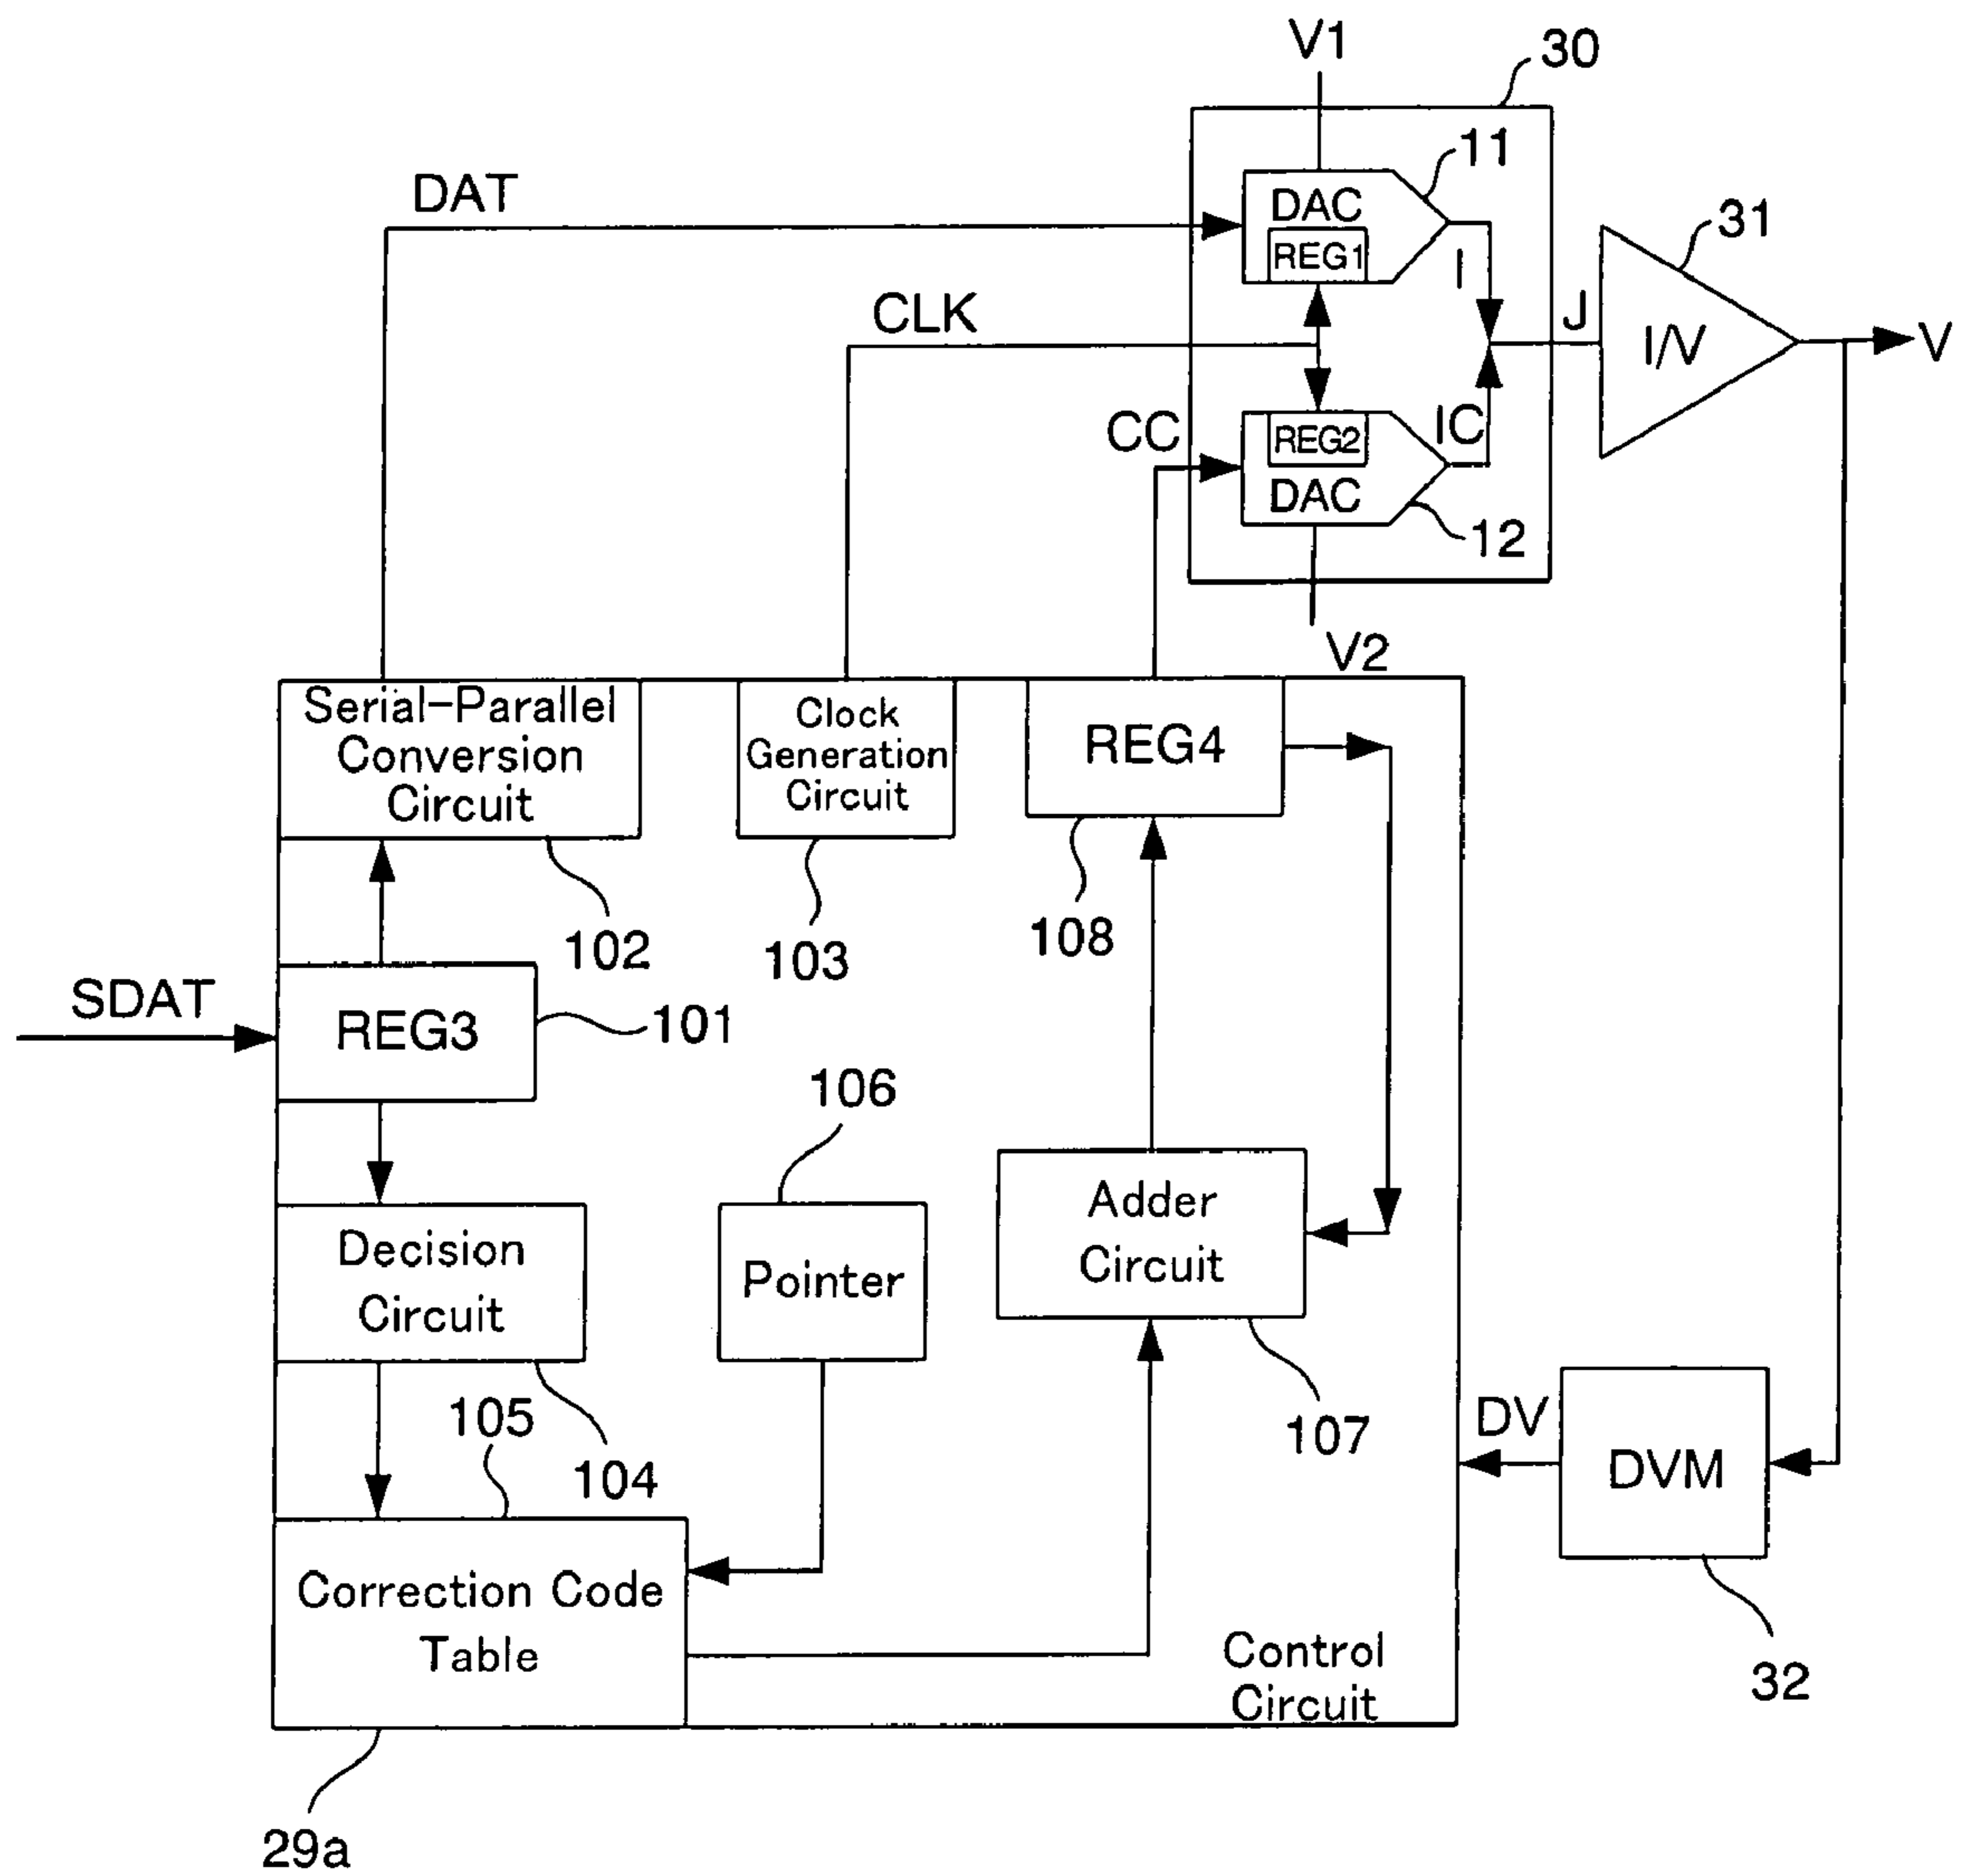 V1
30
11
DAT
DAC
REG1
I
31
CLK
J
I/V
V
CC
REG2
IC
DAC
12
V2
Serial-Parallel
Conversion
Circuit
Clock
Generation
Circuit
REG4
102
103
108
SDAT
REG3
101
106
Decision
Circuit
Pointer
Adder
Circuit
105
104
107
DV
DVM
Correction Code
Table
Control
Circuit
32
29a